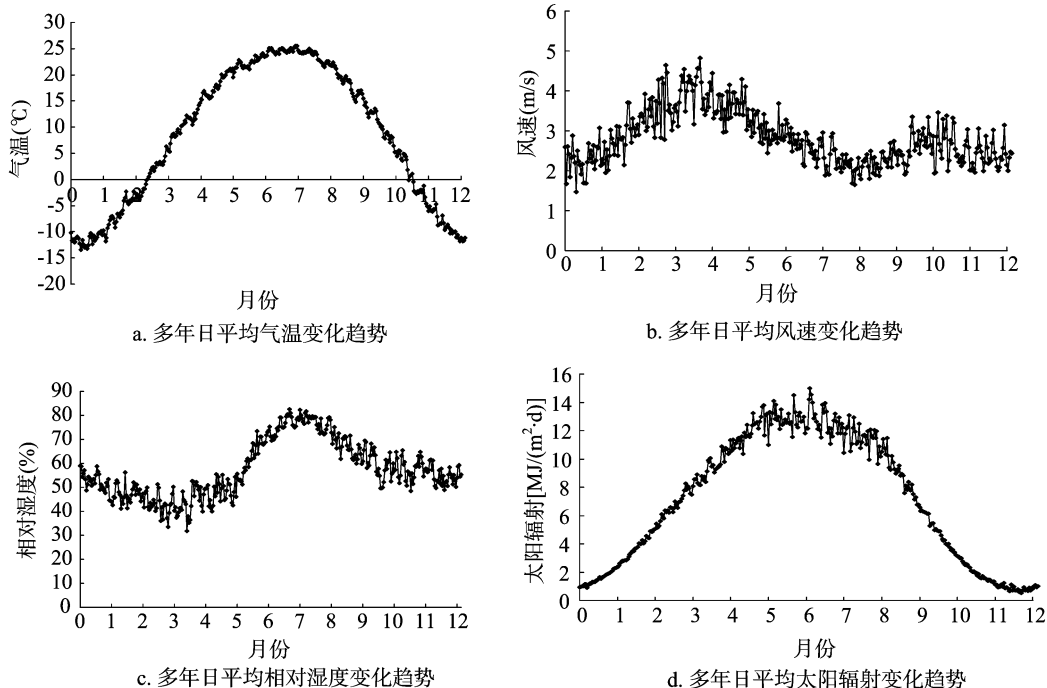 30
25
20
15
10
5
0
-5
-10
-15
-20
气温(℃)
0 1 2 3 4 5 6 7 8 9 10 11 12
月份
a. 多年日平均气温变化趋势
6
5
4
3
2
1
0
风速(m/s)
0 1 2 3 4 5 6 7 8 9 10 11 12
月份
b. 多年日平均风速变化趋势
90
80
70
60
50
40
30
20
10
0
相对湿度(%)
0 1 2 3 4 5 6 7 8 9 10 11 12
月份
c. 多年日平均相对湿度变化趋势
16
14
12
10
8
6
4
2
0
太阳辐射[MJ/(m²·d)]
0 1 2 3 4 5 6 7 8 9 10 11 12
月份
d. 多年日平均太阳辐射变化趋势